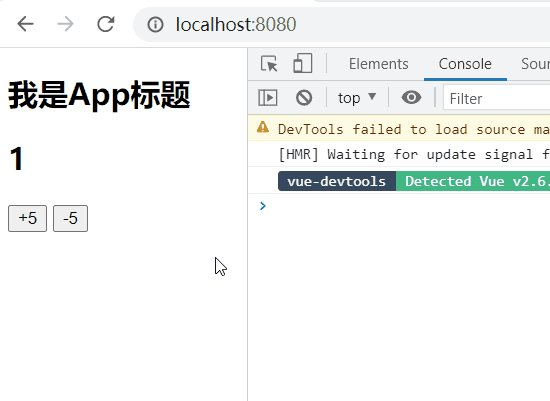 localhost:8080
Elements Console Sour
top Filter
DevTools failed to load source ma
[HMR] Waiting for update signal f
vue-devtools Detected Vue v2.6.
我是App标题
1
+5 -5